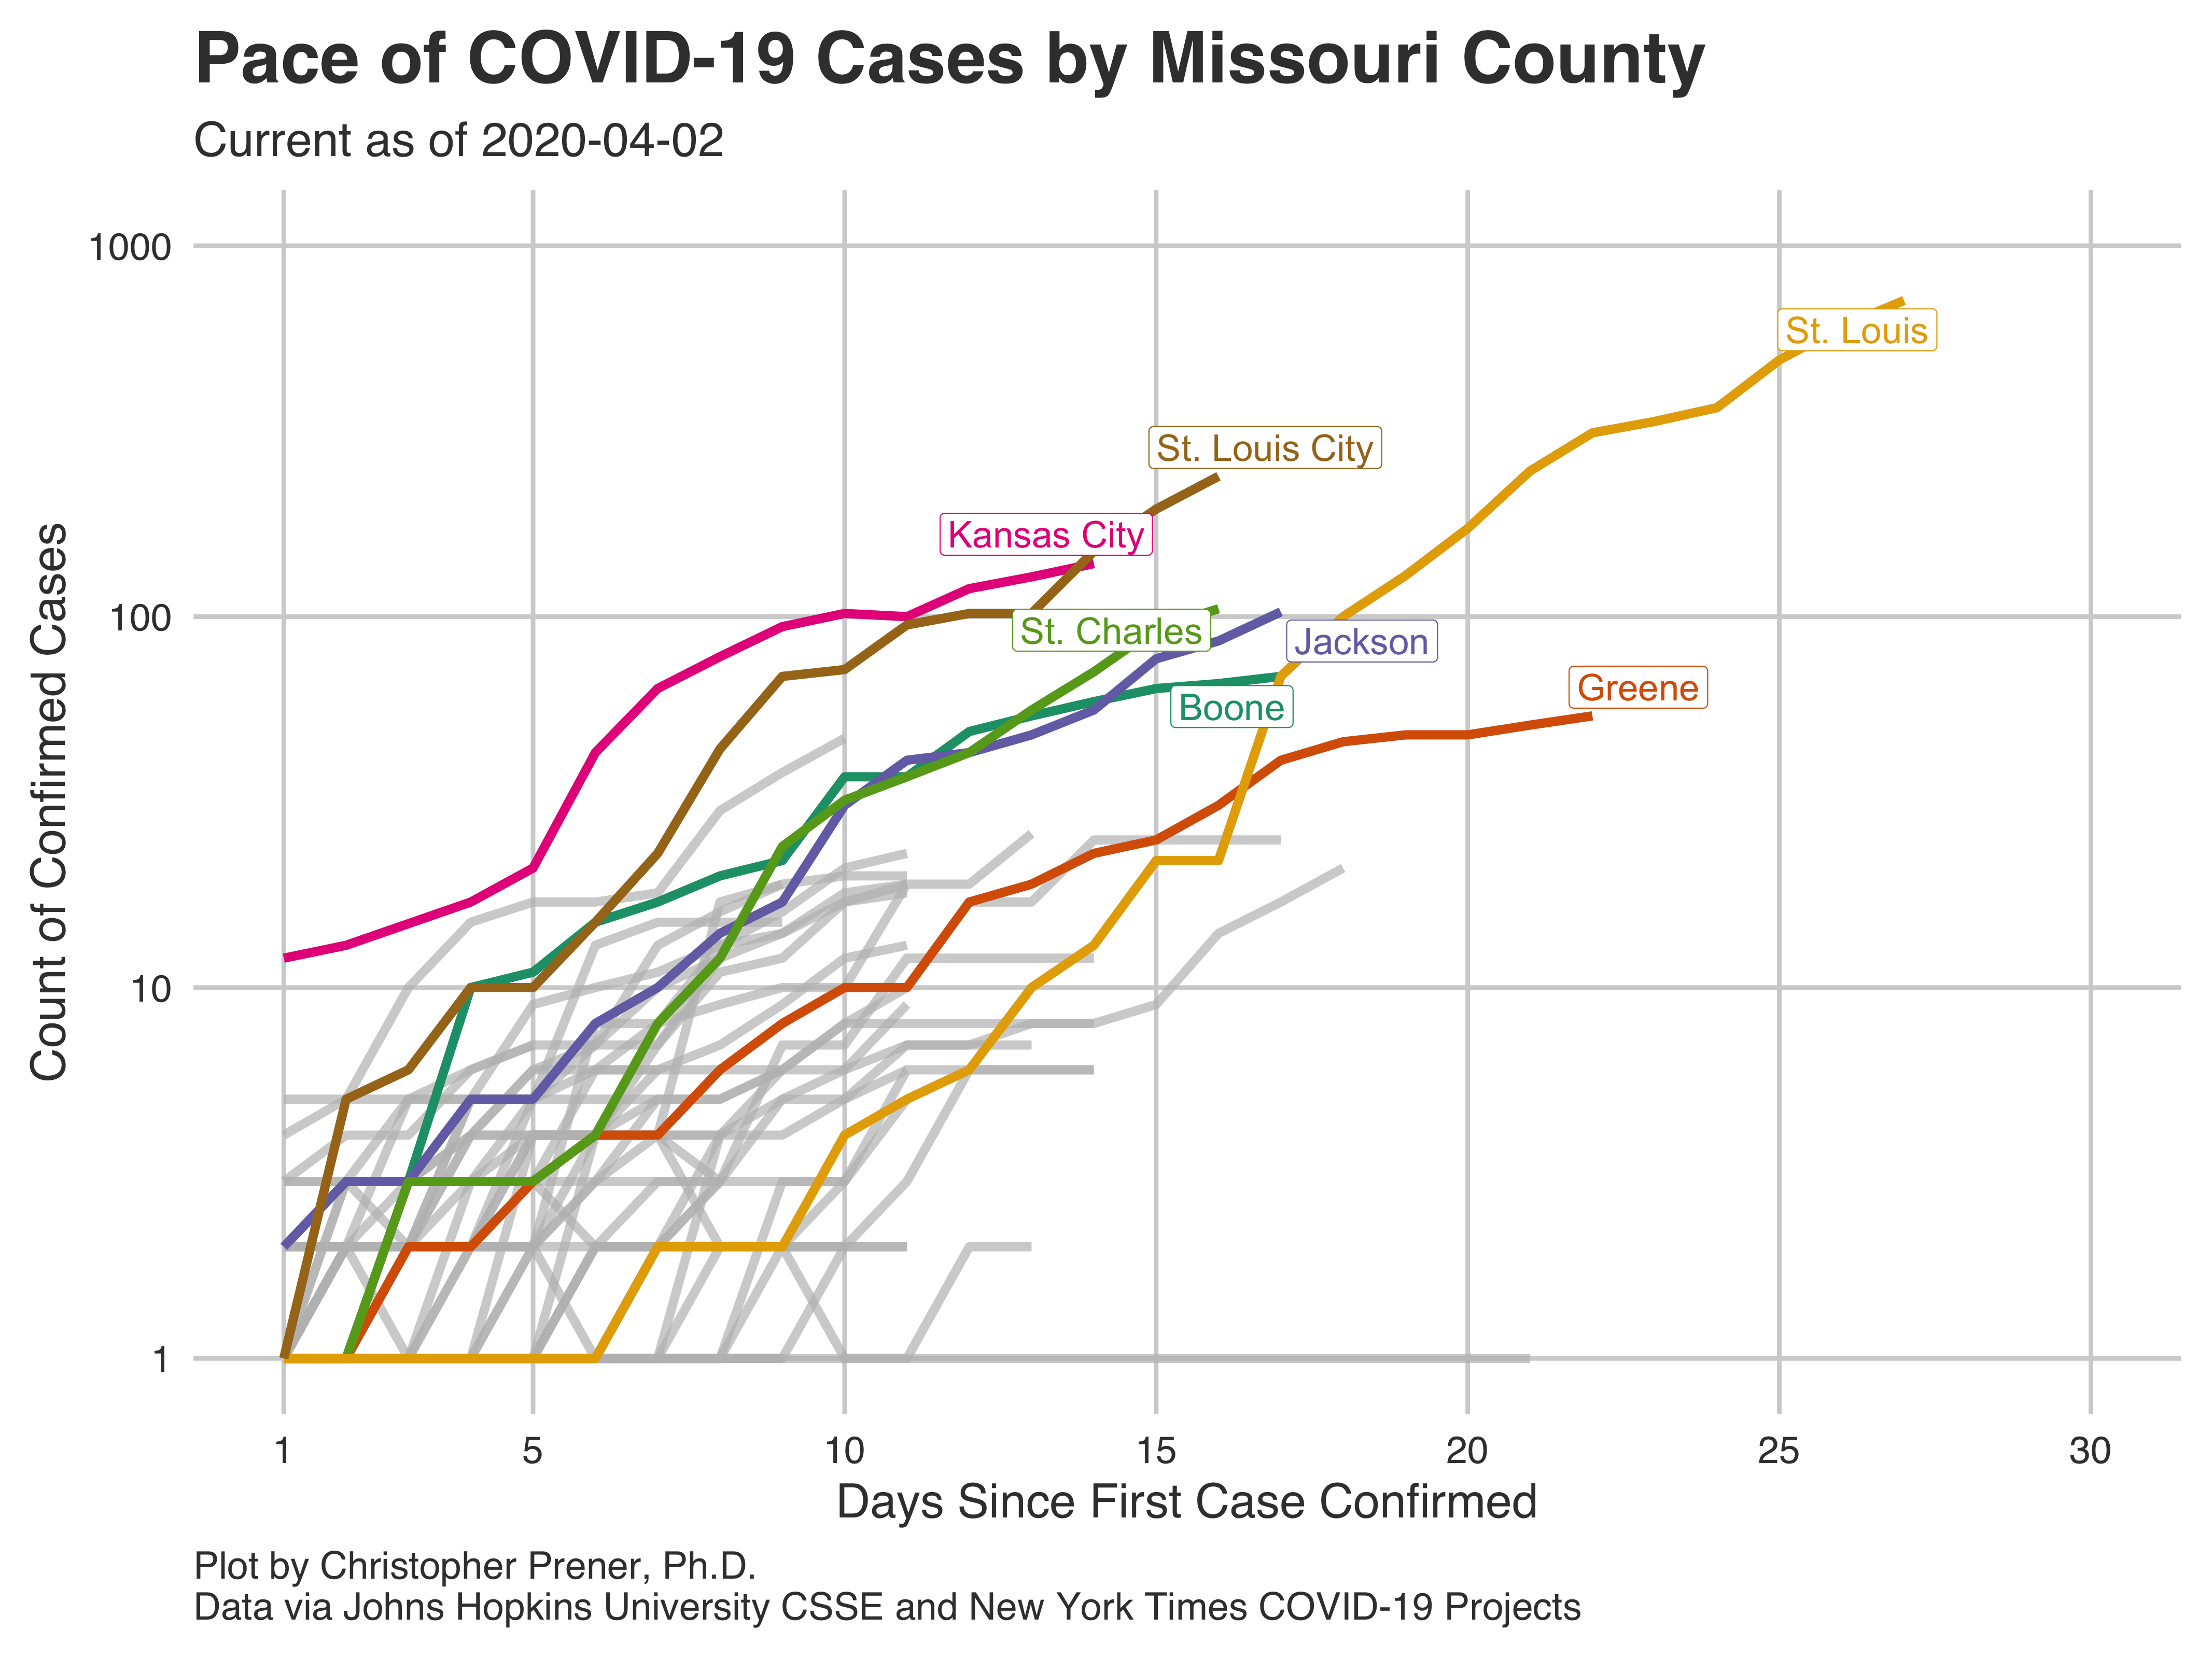 Pace of COVID-19 Cases by Missouri County
Current as of 2020-04-02
1000
100
10
1
Count of Confirmed Cases
St. Louis
St. Louis City
Kansas City
St. Charles
Jackson
Greene
Boone
1 5 10 15 20 25 30
Days Since First Case Confirmed
Plot by Christopher Prener, Ph.D.
Data via Johns Hopkins University CSSE and New York Times COVID-19 Projects